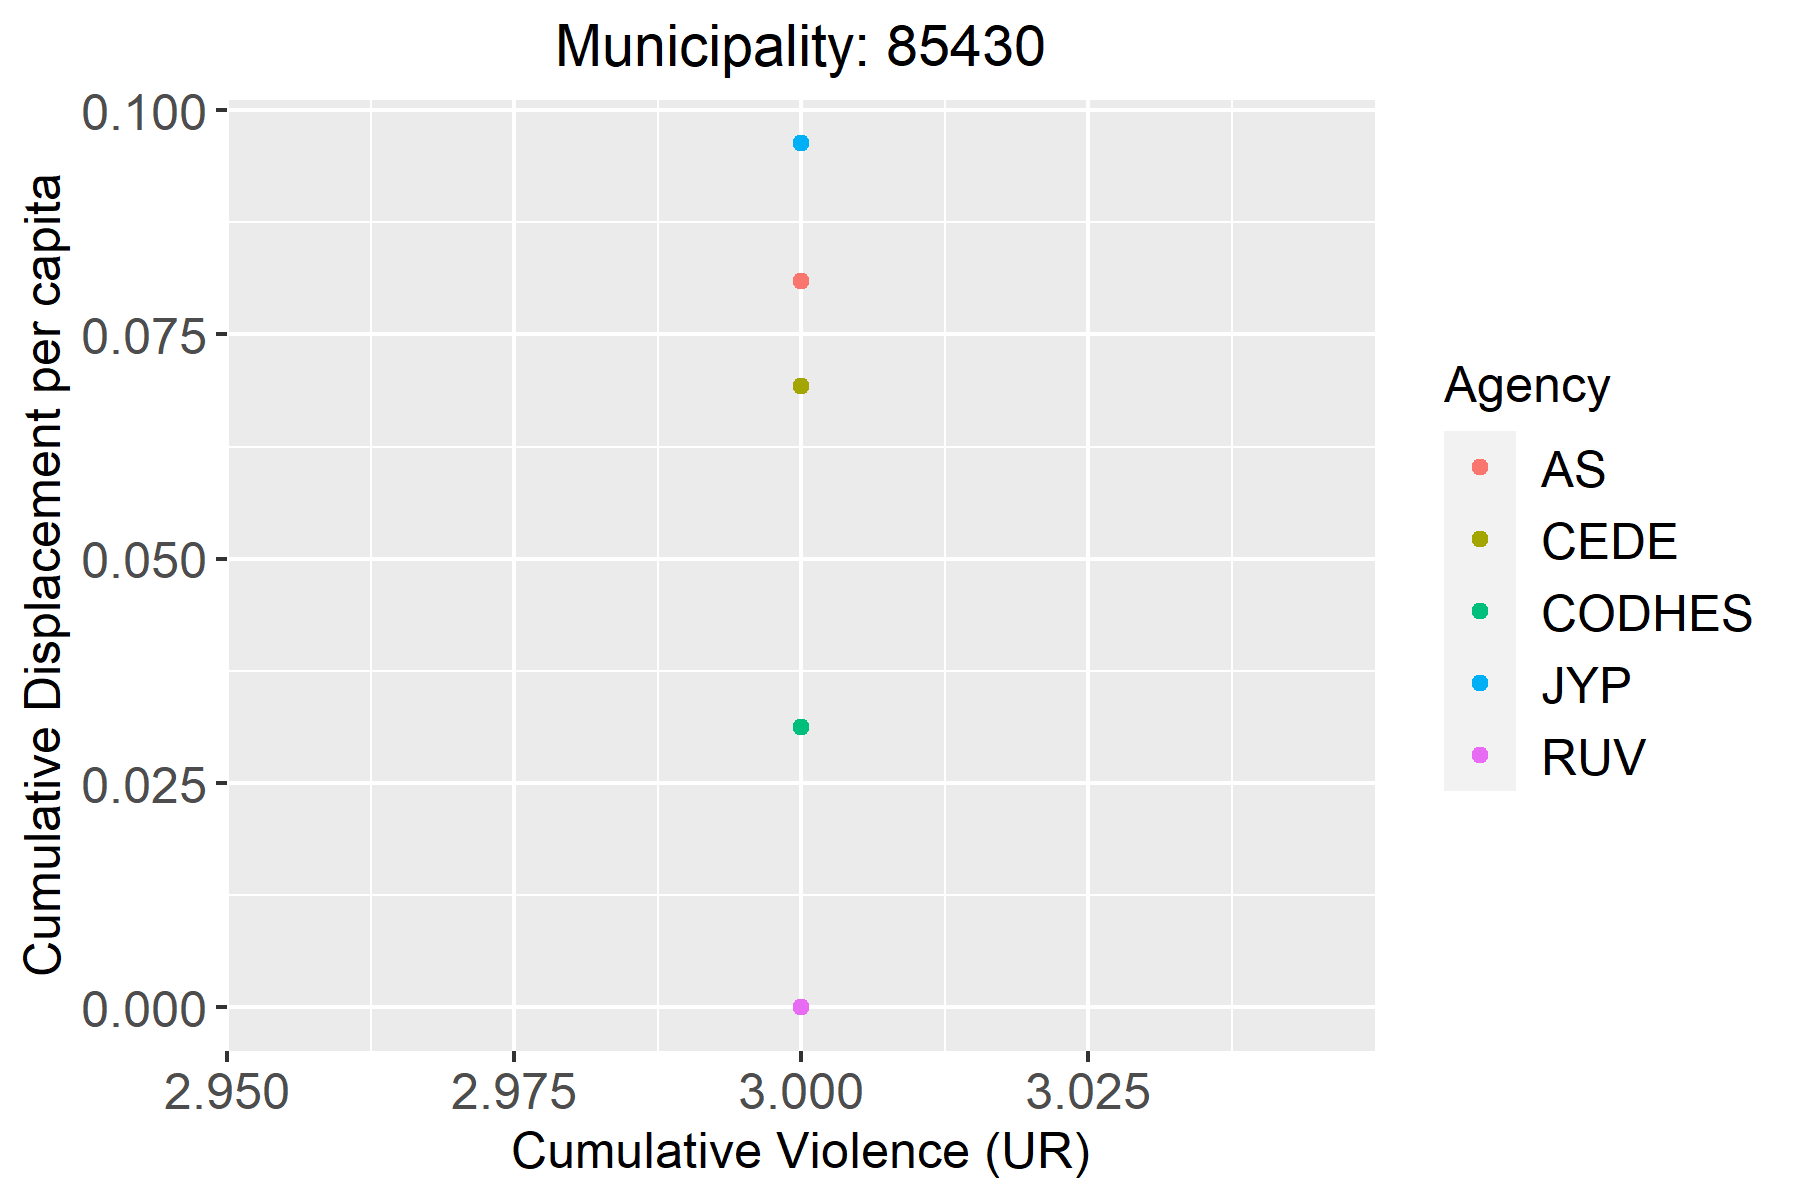 Municipality: 85430
0.100
0.075
0.050
0.025
0.000
Cumulative Displacement per capita
2.950
2.975
3.000
3.025
Cumulative Violence (UR)
Agency
AS
CEDE
CODHES
JYP
RUV